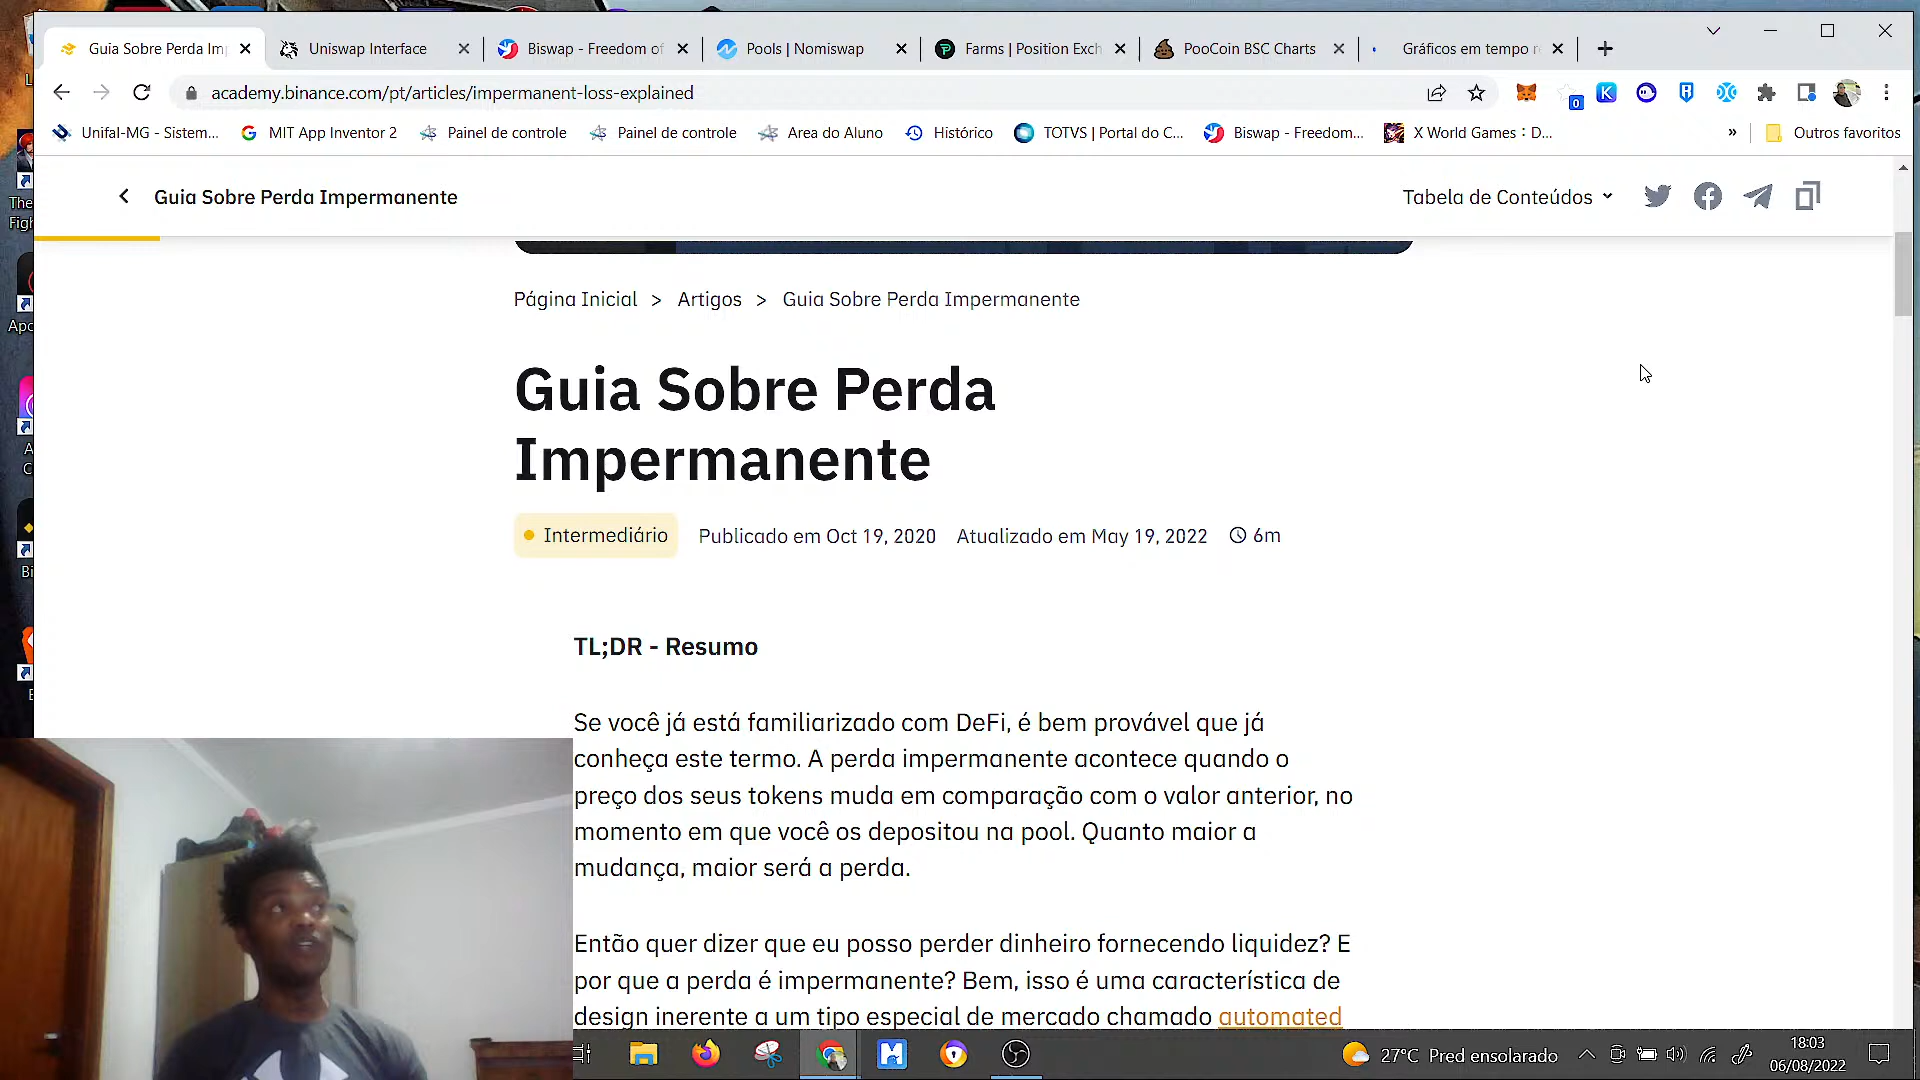 Guia Sobre Perda Im
Uniswap Interface
Biswap - Freedom of
Pools | Nomiswap
Farms | Position Exch
PooCoin BSC Charts
Gráficos em tempo r
academy.binance.com/pt/articles/impermanent-loss-explained
0
Unifal-MG - Sistem...
MIT App Inventor 2
Painel de controle
Painel de controle
Area do Aluno
Histórico
TOTVS | Portal do C...
Biswap - Freedom...
X World Games : D...
»
Outros favoritos
Guia Sobre Perda Impermanente
Tabela de Conteúdos
The
Figh
Apo
Página Inicial > Artigos > Guia Sobre Perda Impermanente
Guia Sobre Perda
Impermanente
Intermediário
Publicado em Oct 19, 2020
Atualizado em May 19, 2022
6m
TL;DR - Resumo
Se você já está familiarizado com DeFi, é bem provável que já
conheça este termo. A perda impermanente acontece quando o
preço dos seus tokens muda em comparação com o valor anterior, no
momento em que você os depositou na pool. Quanto maior a
mudança, maior será a perda.
Então quer dizer que eu posso perder dinheiro fornecendo liquidez? E
por que a perda é impermanente? Bem, isso é uma característica de
design inerente a um tipo especial de mercado chamado automated
27°C Pred ensolarado
18:03
06/08/2022